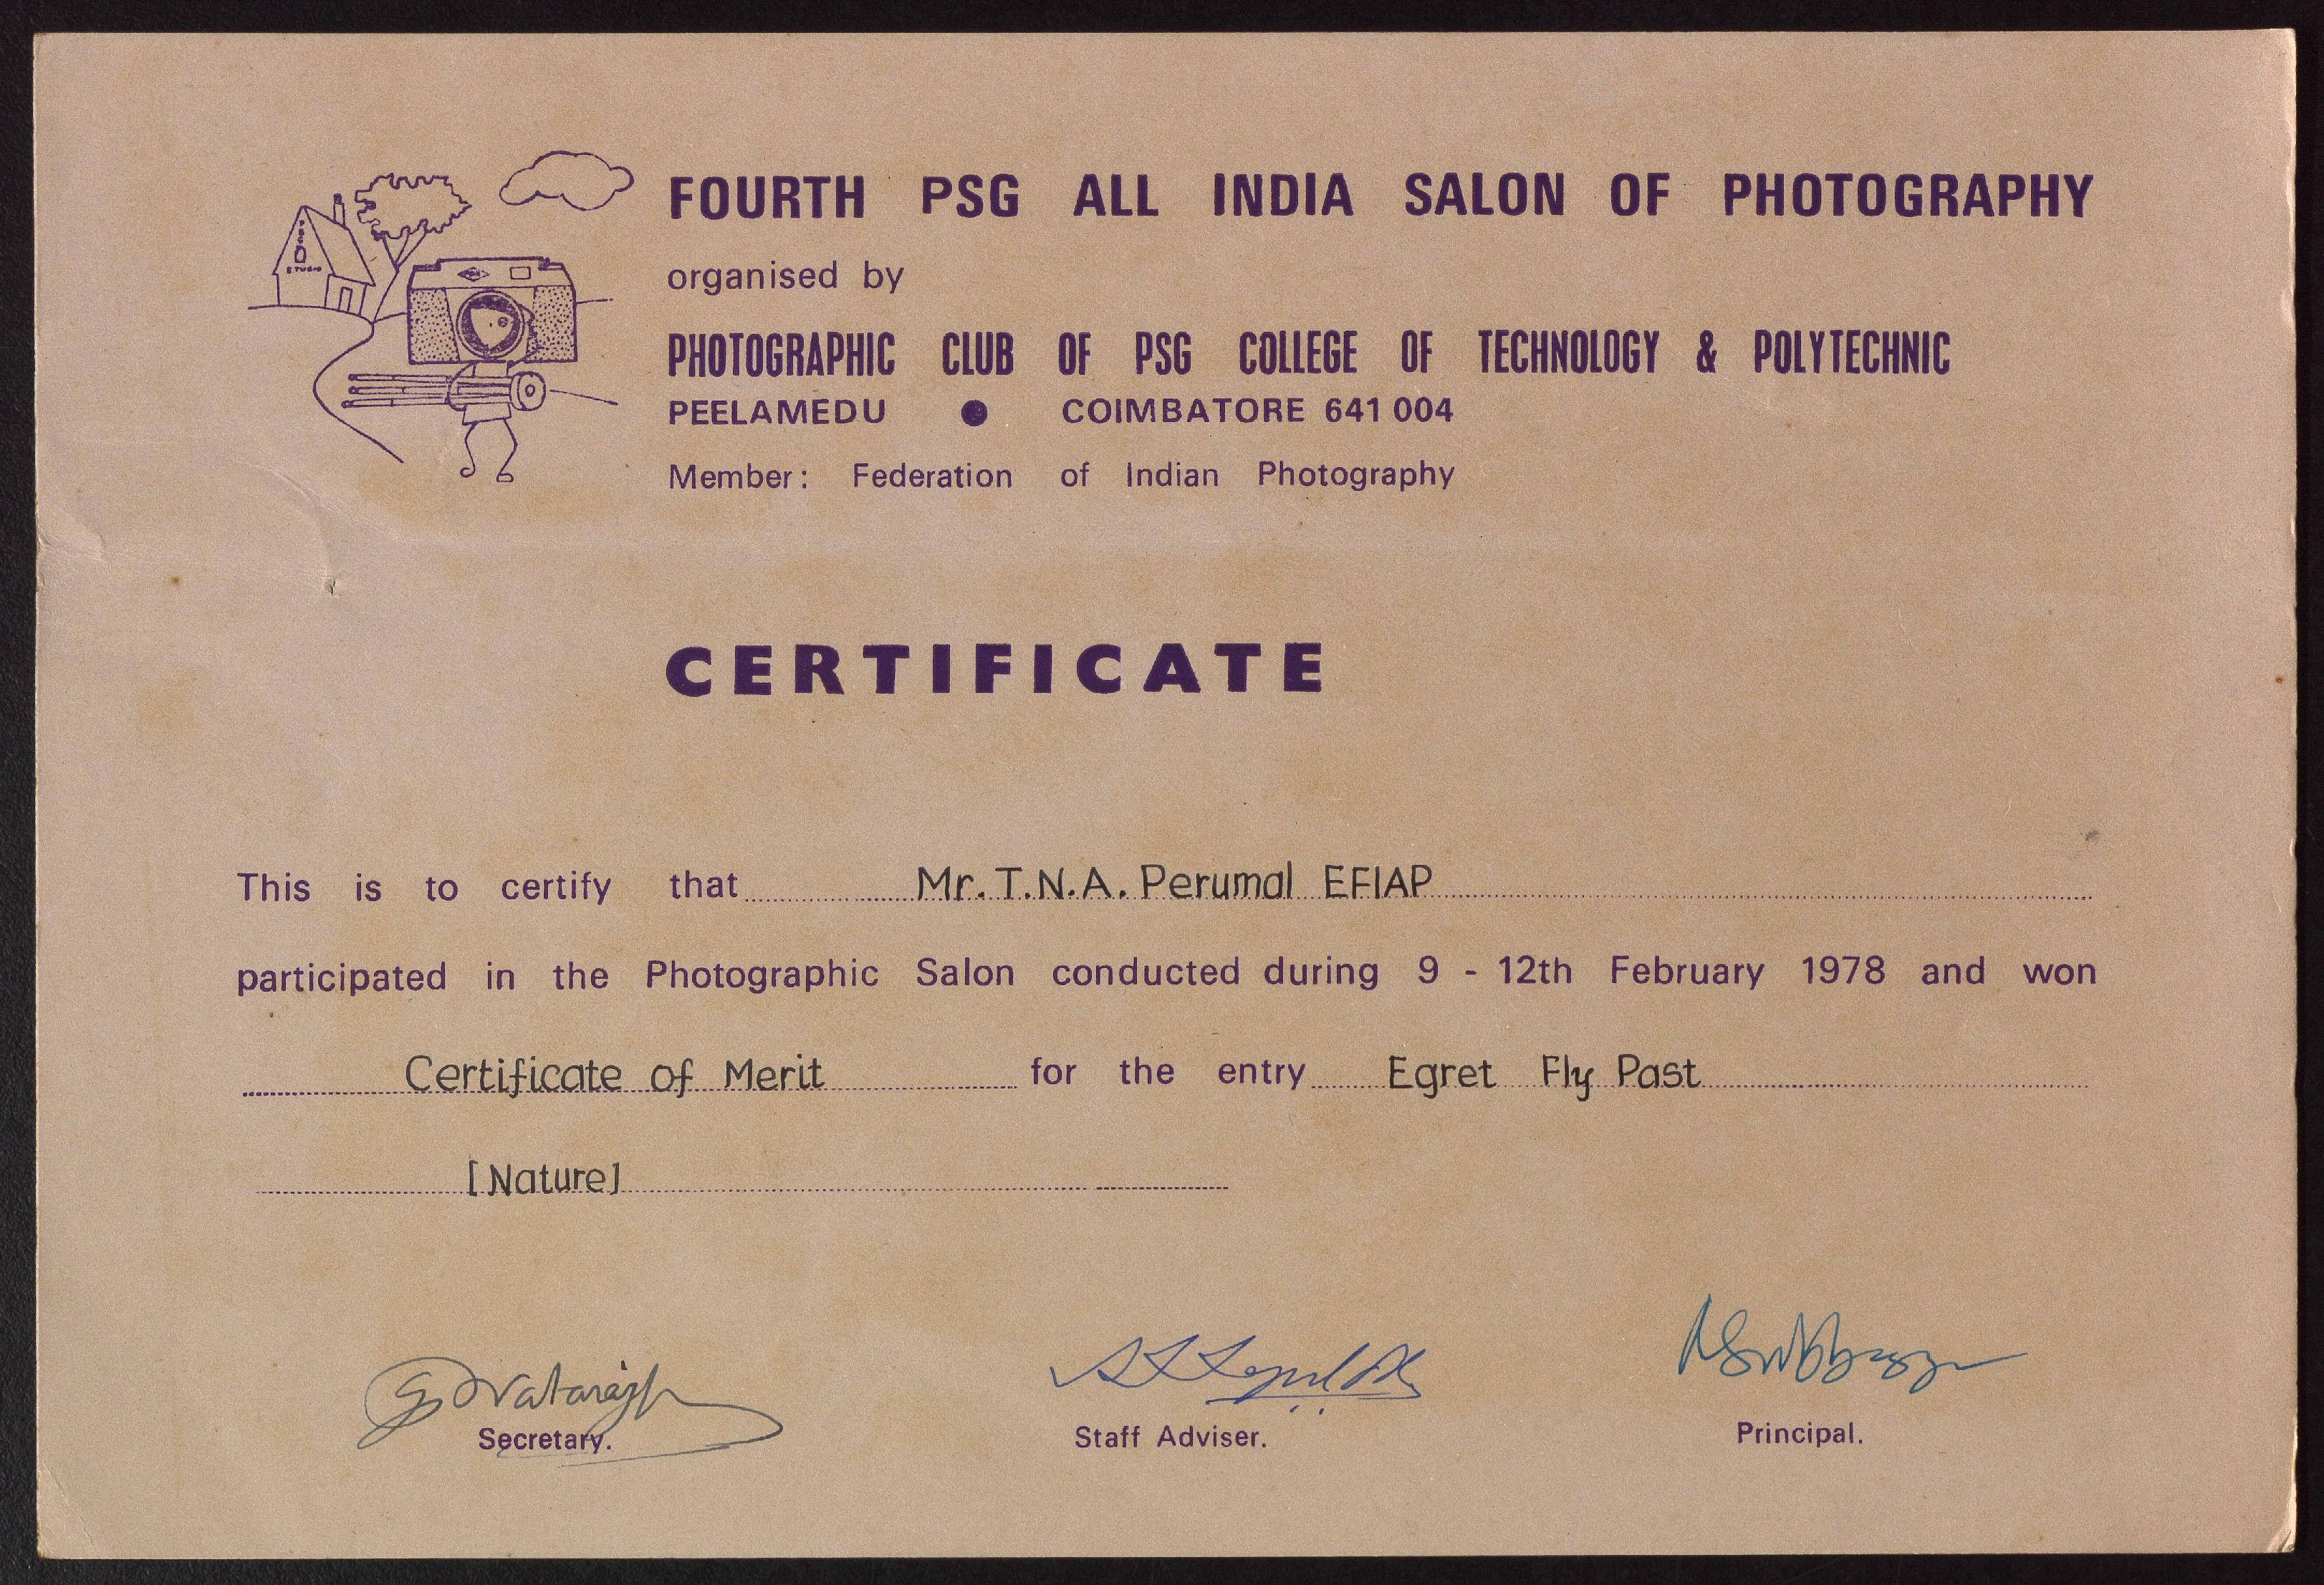 FOURTH PSG ALL INDIA SALON OF PHOTOGRAPHY
organised by
PHOTOGRAPHIC CLUB OF PSG COLLEGE OF TECHNOLOGY & POLYTECHNIC
PEELAMEDU ● COIMBATORE 641 004
Member: Federation of Indian Photography
CERTIFICATE
This is to certify that Mr. T.N.A. Perumal EFIAP
participated in the Photographic Salon conducted during 9 - 12th February 1978 and won
Certificate of Merit for the entry Egret Fly Past
[Nature]
Secretary. Staff Adviser. Principal.